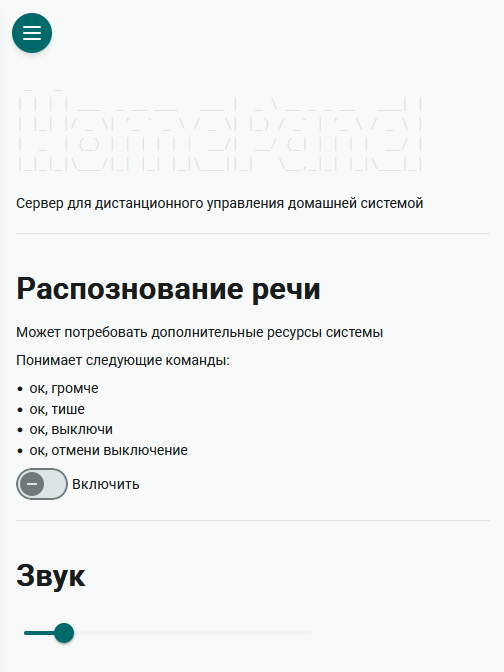 Сервер для дистанционного управления домашней системой
Распознование речи
Может потребовать дополнительные ресурсы системы
Понимает следующие команды:
• ок, громче
• ок, тише
• ок, выключи
• ок, отмени выключение
Включить
Звук